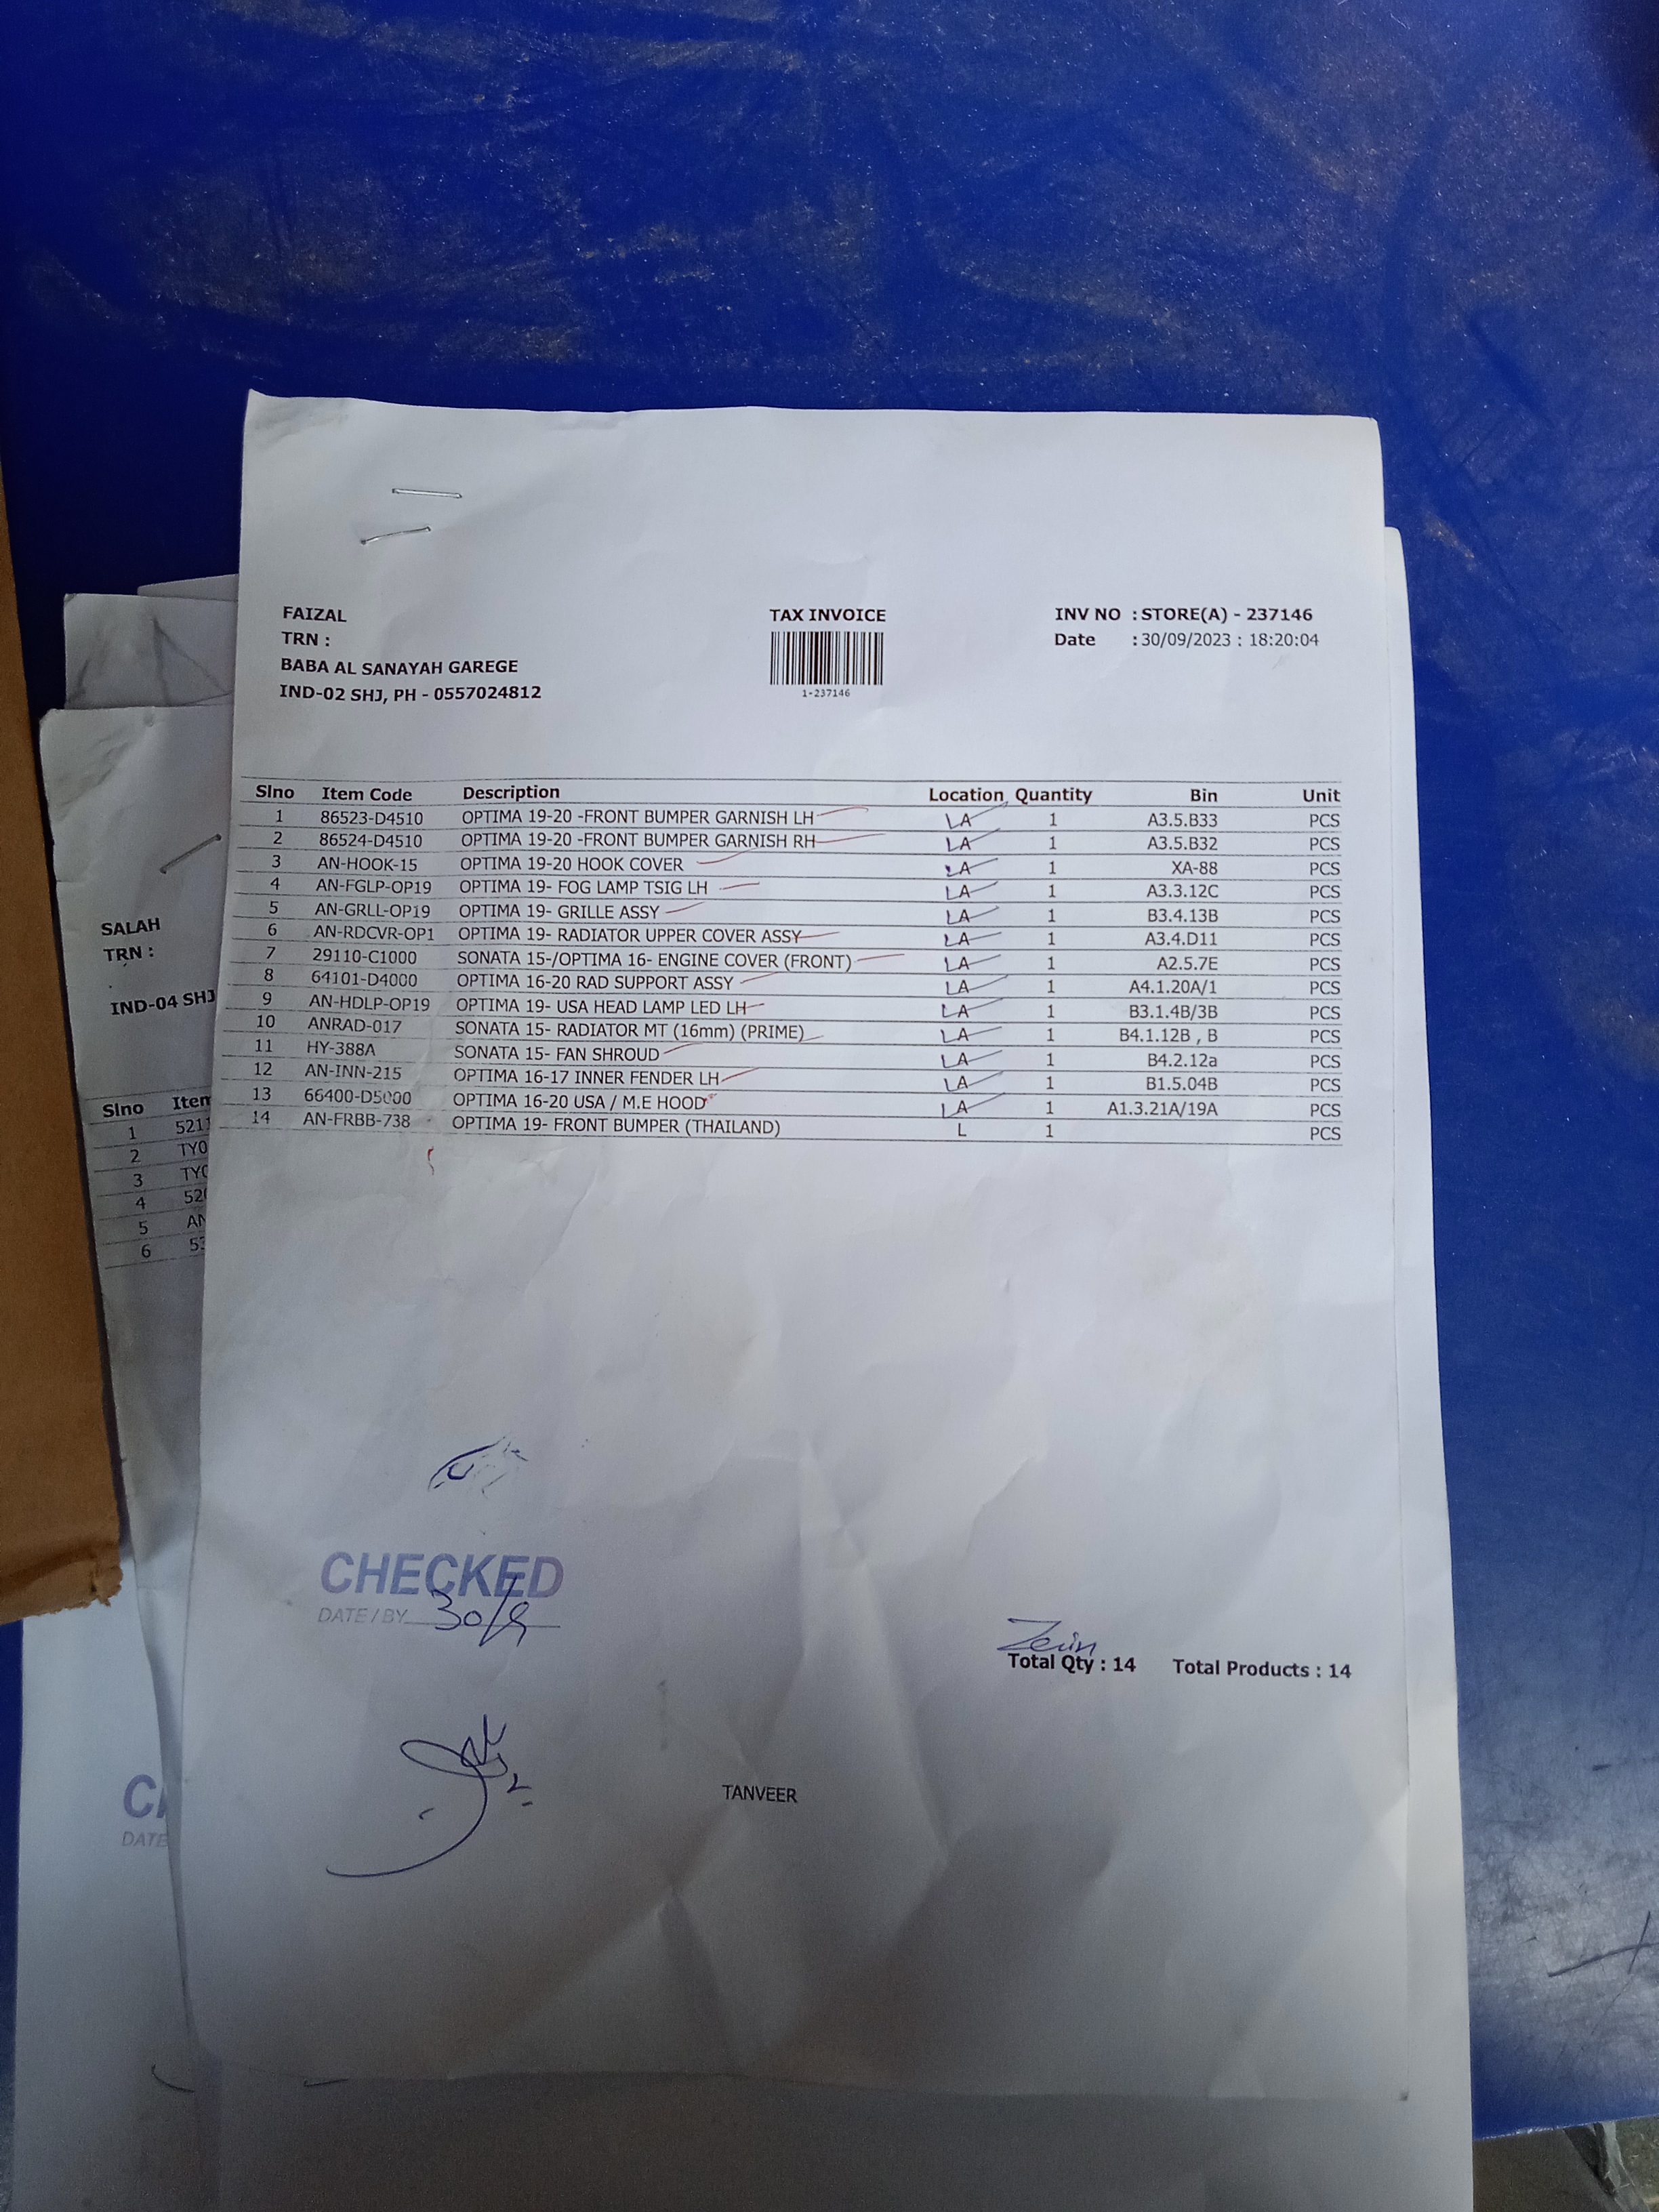 FAIZAL
TRN :
BABA AL SANAYAH GAREGE
IND-02 SHJ, PH - 0557024812
TAX INVOICE
1-237146
INV NO : STORE(A) - 237146
Date : 30/09/2023 : 18:20:04
Slno Item Code Description Location Quantity Bin Unit
1 86523-D4510 OPTIMA 19-20 -FRONT BUMPER GARNISH LH LA 1 A3.5.B33 PCS
2 86524-D4510 OPTIMA 19-20 -FRONT BUMPER GARNISH RH LA 1 A3.5.B32 PCS
3 AN-HOOK-15 OPTIMA 19-20 HOOK COVER LA 1 XA-88 PCS
4 AN-FGLP-OP19 OPTIMA 19- FOG LAMP TSIG LH LA 1 A3.3.12C PCS
5 AN-GRLL-OP19 OPTIMA 19- GRILLE ASSY LA 1 B3.4.13B PCS
6 AN-RDCVR-OP1 OPTIMA 19- RADIATOR UPPER COVER ASSY LA 1 A3.4.D11 PCS
7 29110-C1000 SONATA 15-/OPTIMA 16- ENGINE COVER (FRONT) LA 1 A2.5.7E PCS
8 64101-D4000 OPTIMA 16-20 RAD SUPPORT ASSY LA 1 A4.1.20A/1 PCS
9 AN-HDLP-OP19 OPTIMA 19- USA HEAD LAMP LED LH LA 1 B3.1.4B/3B PCS
10 ANRAD-017 SONATA 15- RADIATOR MT (16mm) (PRIME) LA 1 B4.1.12B , B PCS
11 HY-388A SONATA 15- FAN SHROUD LA 1 B4.2.12a PCS
12 AN-INN-215 OPTIMA 16-17 INNER FENDER LH LA 1 B1.5.04B PCS
13 66400-D5000 OPTIMA 16-20 USA / M.E HOOD LA 1 A1.3.21A/19A PCS
14 AN-FRBB-738 OPTIMA 19- FRONT BUMPER (THAILAND) L 1 PCS
CHECKED
DATE / BY 30/9
Zein
Total Qty : 14 Total Products : 14
TANVEER
SALAH
TRN :
IND-04 SHJ
Slno Item
1 521
2 TY0
3 TY
4 52
5 AN
6 53
DATE